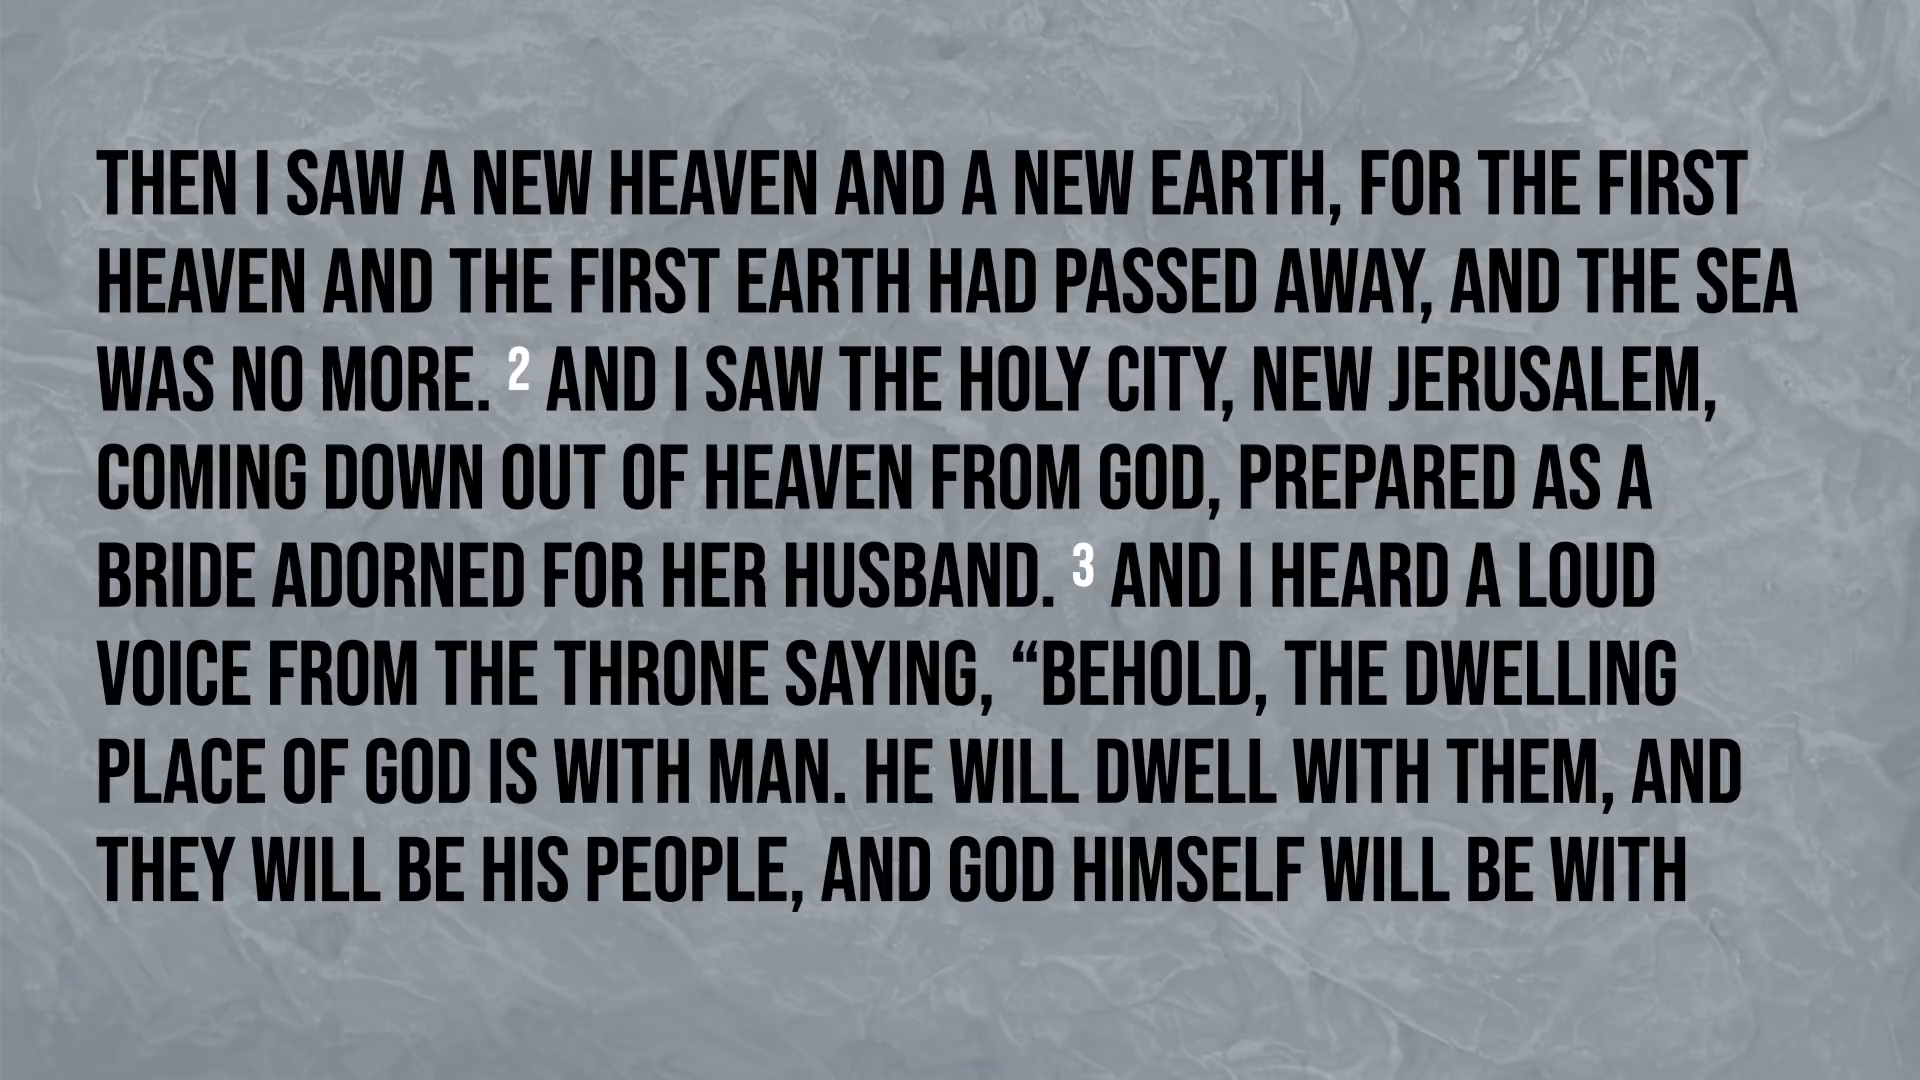 THEN I SAW A NEW HEAVEN AND A NEW EARTH, FOR THE FIRST
HEAVEN AND THE FIRST EARTH HAD PASSED AWAY, AND THE SEA
WAS NO MORE. ² AND I SAW THE HOLY CITY, NEW JERUSALEM,
COMING DOWN OUT OF HEAVEN FROM GOD, PREPARED AS A
BRIDE ADORNED FOR HER HUSBAND. ³ AND I HEARD A LOUD
VOICE FROM THE THRONE SAYING, “BEHOLD, THE DWELLING
PLACE OF GOD IS WITH MAN. HE WILL DWELL WITH THEM, AND
THEY WILL BE HIS PEOPLE, AND GOD HIMSELF WILL BE WITH